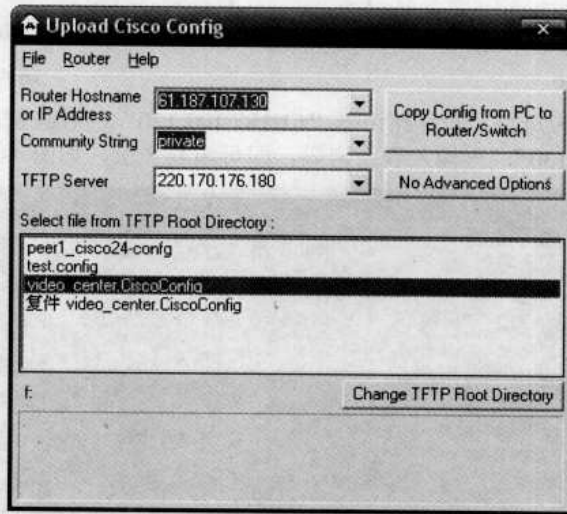 Upload Cisco Config
File Router Help
Router Hostname
or IP Address
61.187.107.130
Copy Config from PC to
Router/Switch
Community String
private
TFTP Server
220.170.176.180
No Advanced Options
Select file from TFTP Root Directory :
peer1_cisco24-confg
test.config
video_center.CiscoConfig
复件 video_center.CiscoConfig
f:
Change TFTP Root Directory